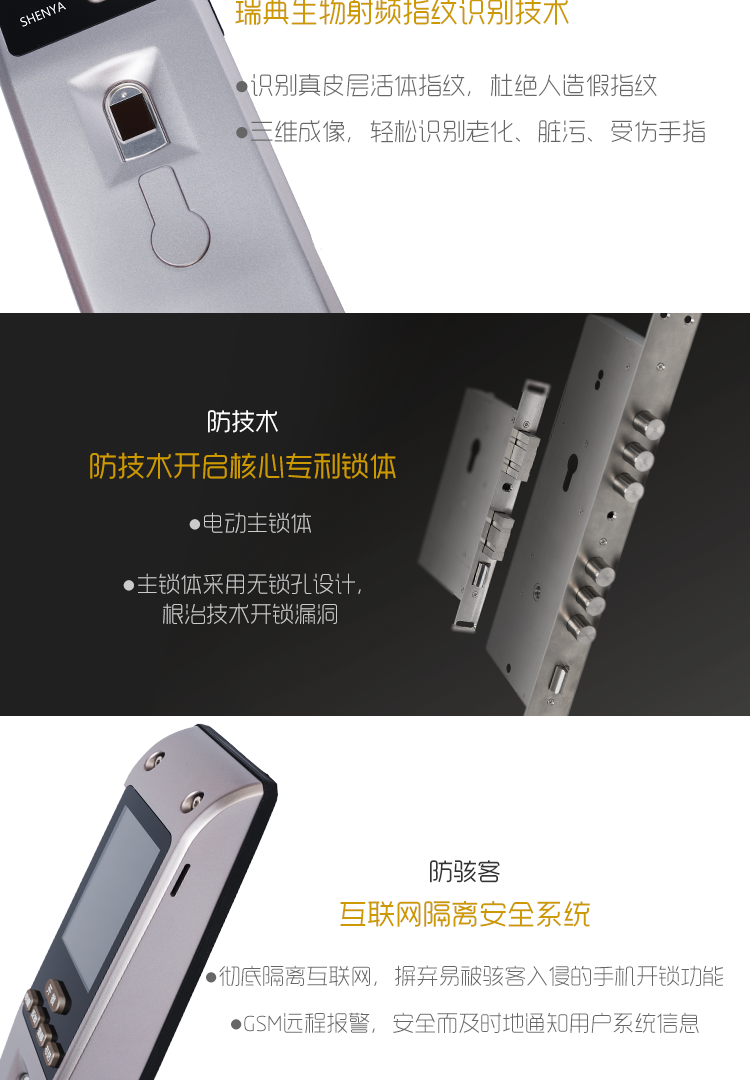 SHENYA
瑞典生物射频指纹识别技术
●识别真皮层活体指纹，杜绝人造假指纹
●三维成像，轻松识别老化、脏污、受伤手指
防技术
防技术开启核心专利锁体
●电动主锁体
●主锁体采用无锁孔设计，
根治技术开锁漏洞
防骇客
互联网隔离安全系统
●彻底隔离互联网，摒弃易被骇客入侵的手机开锁功能
●GSM远程报警，安全而及时地通知用户系统信息